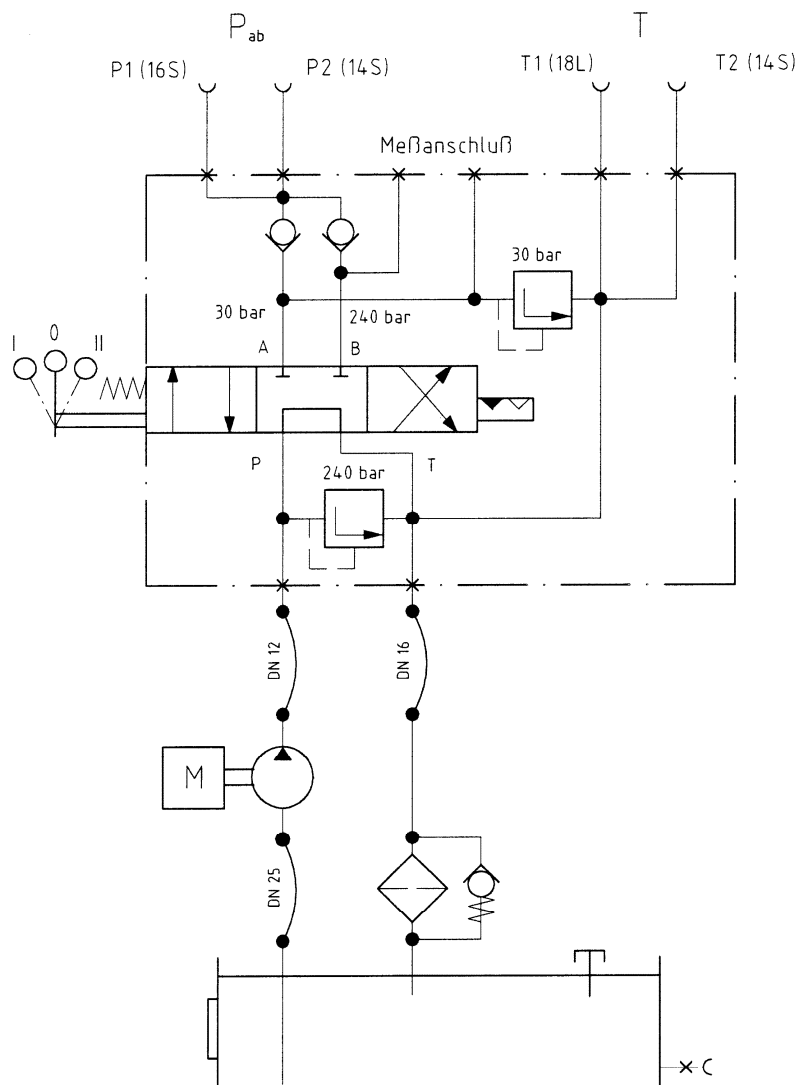 P ab
T
P1 (16S)
P2 (14S)
T1 (18L)
T2 (14S)
Meßanschluß
30 bar
30 bar
240 bar
I
0
II
A
B
P
T
240 bar
DN 12
DN 16
M
DN 25
C